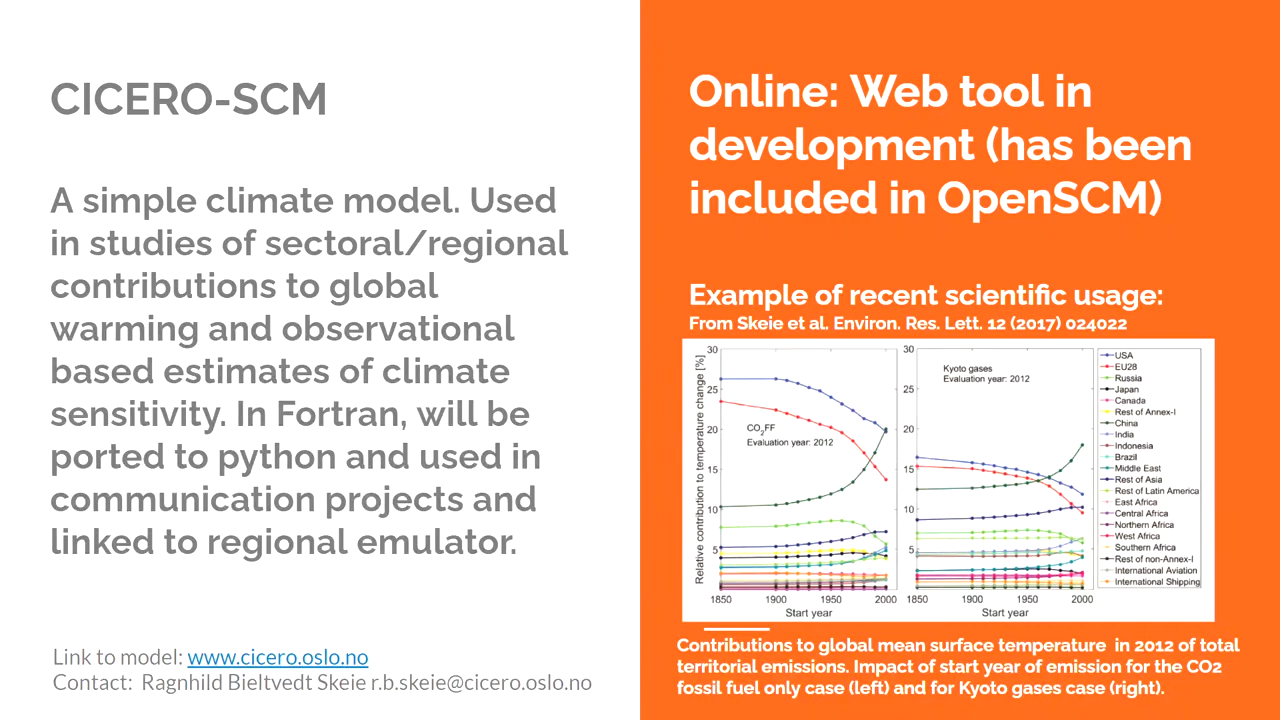 CICERO-SCM
A simple climate model. Used
in studies of sectoral/regional
contributions to global
warming and observational
based estimates of climate
sensitivity. In Fortran, will be
ported to python and used in
communication projects and
linked to regional emulator.
Link to model: www.cicero.oslo.no
Contact: Ragnhild Bieltvedt Skeie r.b.skeie@cicero.oslo.no
Online: Web tool in
development (has been
included in OpenSCM)
Example of recent scientific usage:
From Skeie et al. Environ. Res. Lett. 12 (2017) 024022
Relative contribution to temperature change [%]
30
25
20
15
10
5
CO2FF
Evaluation year: 2012
1850 1900 1950 2000
Start year
30
25
20
15
10
5
Kyoto gases
Evaluation year: 2012
1850 1900 1950 2000
Start year
USA
EU28
Russia
Japan
Canada
Rest of Annex-I
China
India
Indonesia
Brazil
Middle East
Rest of Asia
Rest of Latin America
East Africa
Central Africa
Northern Africa
West Africa
Southern Africa
Rest of non-Annex-I
International Aviation
International Shipping
Contributions to global mean surface temperature in 2012 of total
territorial emissions. Impact of start year of emission for the CO2
fossil fuel only case (left) and for Kyoto gases case (right).